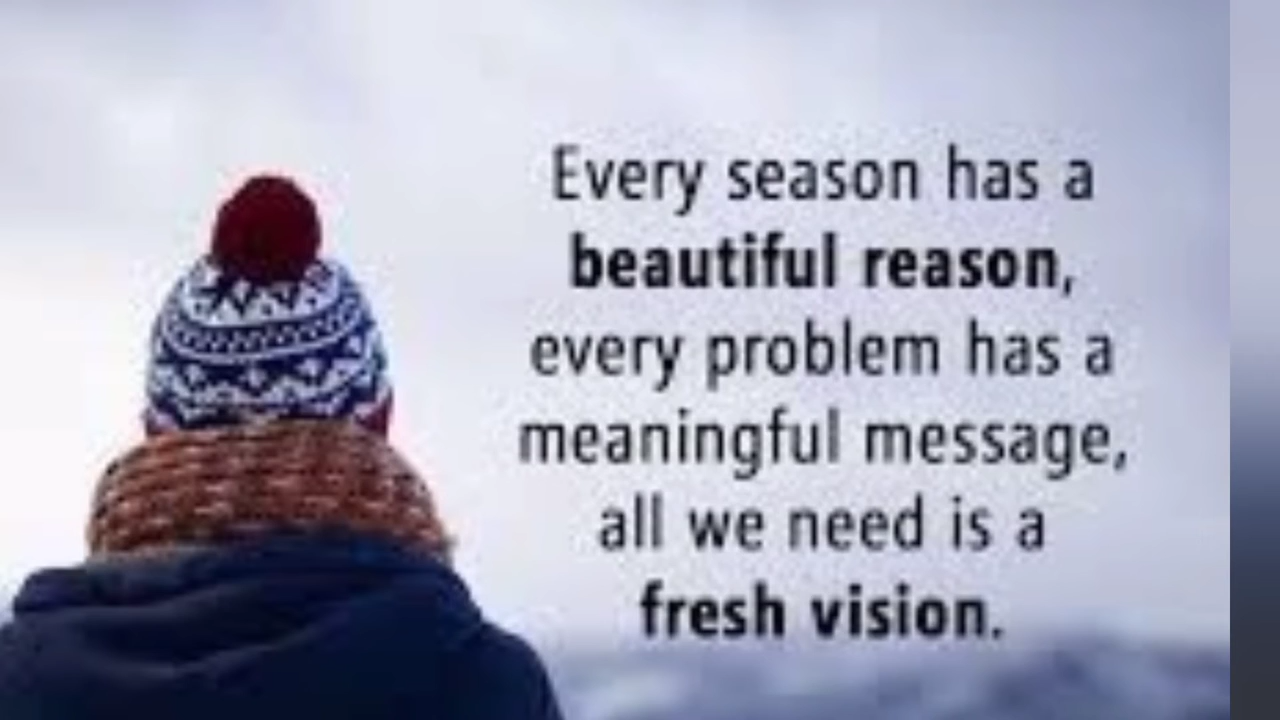 Every season has a
beautiful reason,
every problem has a
meaningful message,
all we need is a
fresh vision.